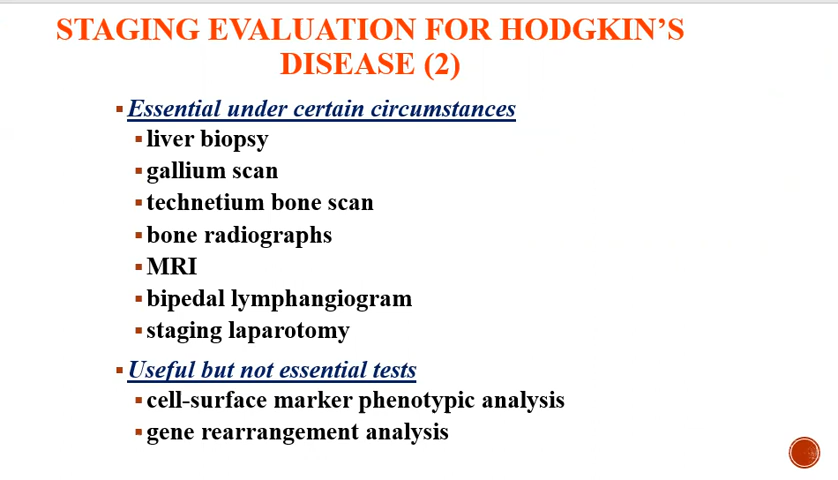 STAGING EVALUATION FOR HODGKIN’S
DISEASE (2)
Essential under certain circumstances
liver biopsy
gallium scan
technetium bone scan
bone radiographs
MRI
bipedal lymphangiogram
staging laparotomy
Useful but not essential tests
cell-surface marker phenotypic analysis
gene rearrangement analysis